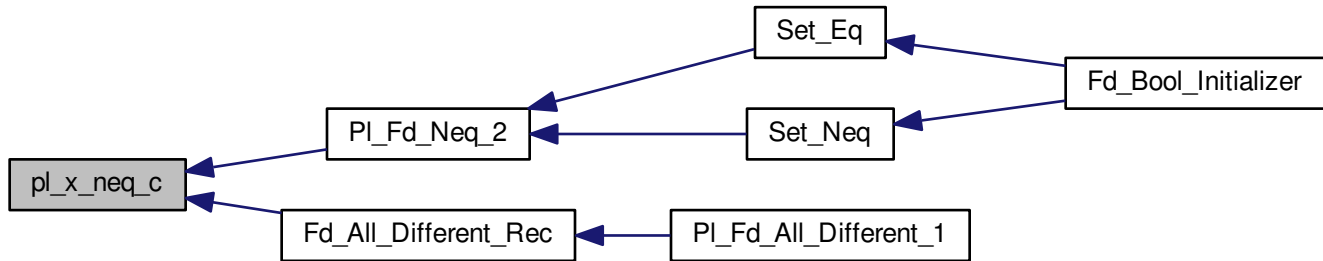 Set_Eq
Fd_Bool_Initializer
Pl_Fd_Neq_2
Set_Neq
pl_x_neq_c
Fd_All_Different_Rec
Pl_Fd_All_Different_1